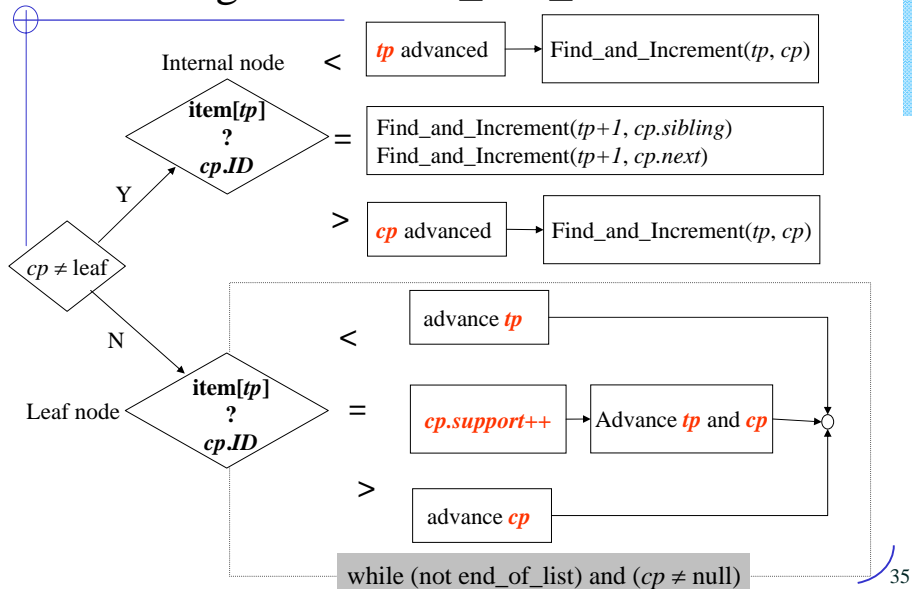 Internal node
<
tp advanced
Find_and_Increment(tp, cp)
item[tp]
?
cp.ID
=
Find_and_Increment(tp+1, cp.sibling)
Find_and_Increment(tp+1, cp.next)
Y
>
cp advanced
Find_and_Increment(tp, cp)
cp ≠ leaf
N
<
advance tp
Leaf node
item[tp]
?
cp.ID
=
cp.support++
Advance tp and cp
>
advance cp
while (not end_of_list) and (cp ≠ null)
35